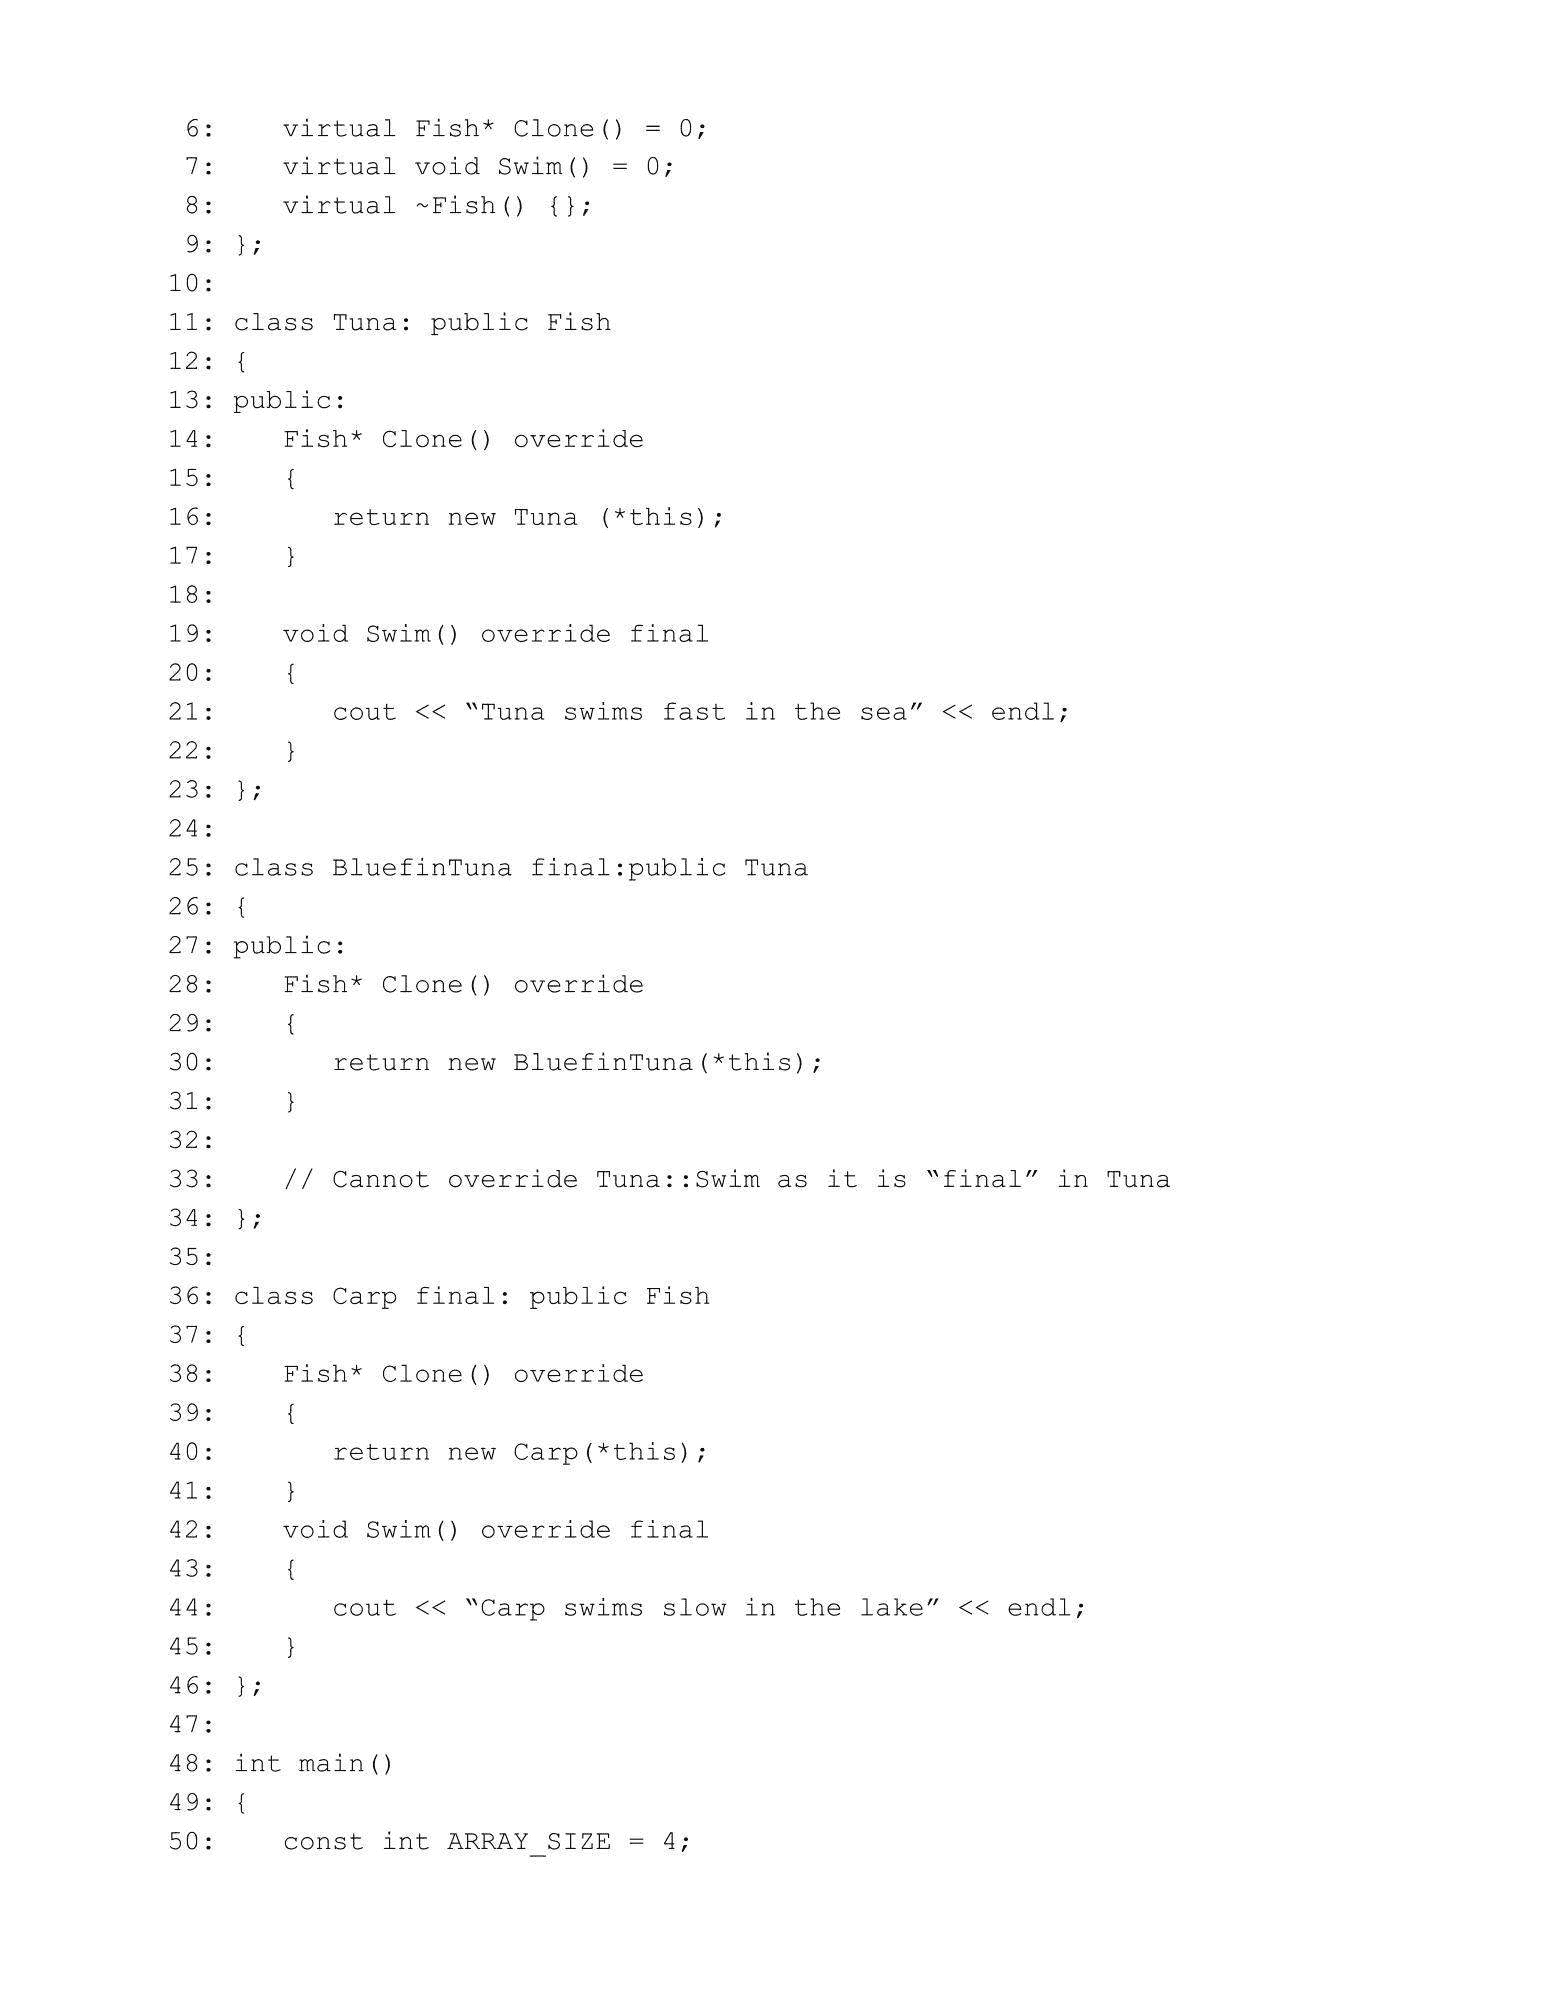 6:    virtual Fish* Clone() = 0;
7:    virtual void Swim() = 0;
8:    virtual ~Fish() {};
9: };
10:
11: class Tuna: public Fish
12: {
13: public:
14:    Fish* Clone() override
15:    {
16:       return new Tuna (*this);
17:    }
18:
19:    void Swim() override final
20:    {
21:       cout << “Tuna swims fast in the sea” << endl;
22:    }
23: };
24:
25: class BluefinTuna final:public Tuna
26: {
27: public:
28:    Fish* Clone() override
29:    {
30:       return new BluefinTuna(*this);
31:    }
32:
33:    // Cannot override Tuna::Swim as it is “final” in Tuna
34: };
35:
36: class Carp final: public Fish
37: {
38:    Fish* Clone() override
39:    {
40:       return new Carp(*this);
41:    }
42:    void Swim() override final
43:    {
44:       cout << “Carp swims slow in the lake” << endl;
45:    }
46: };
47:
48: int main()
49: {
50:    const int ARRAY_SIZE = 4;